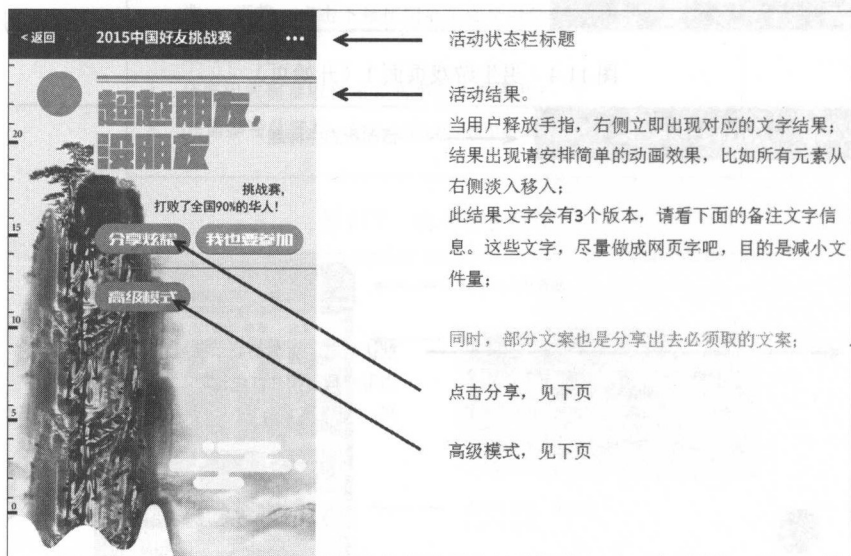 <返回 2015中国好友挑战赛 •••
超越朋友，
没朋友
挑战赛，
打败了全国90%的华人！
分享炫耀 我也要参加
高级模式
20
15
10
5
0
活动状态栏标题
活动结果。
当用户释放手指，右侧立即出现对应的文字结果；
结果出现请安排简单的动画效果，比如所有元素从
右侧淡入移入；
此结果文字会有3个版本，请看下面的备注文字信
息。这些文字，尽量做成网页字吧，目的是减小文
件量；
同时，部分文案也是分享出去必须取的文案；
点击分享，见下页
高级模式，见下页